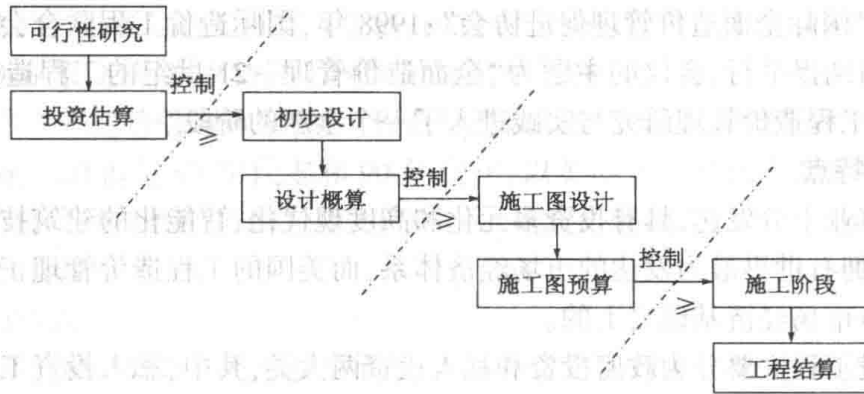 可行性研究
控制
投资估算
≥
初步设计
控制
设计概算
≥
施工图设计
控制
施工图预算
≥
施工阶段
工程结算